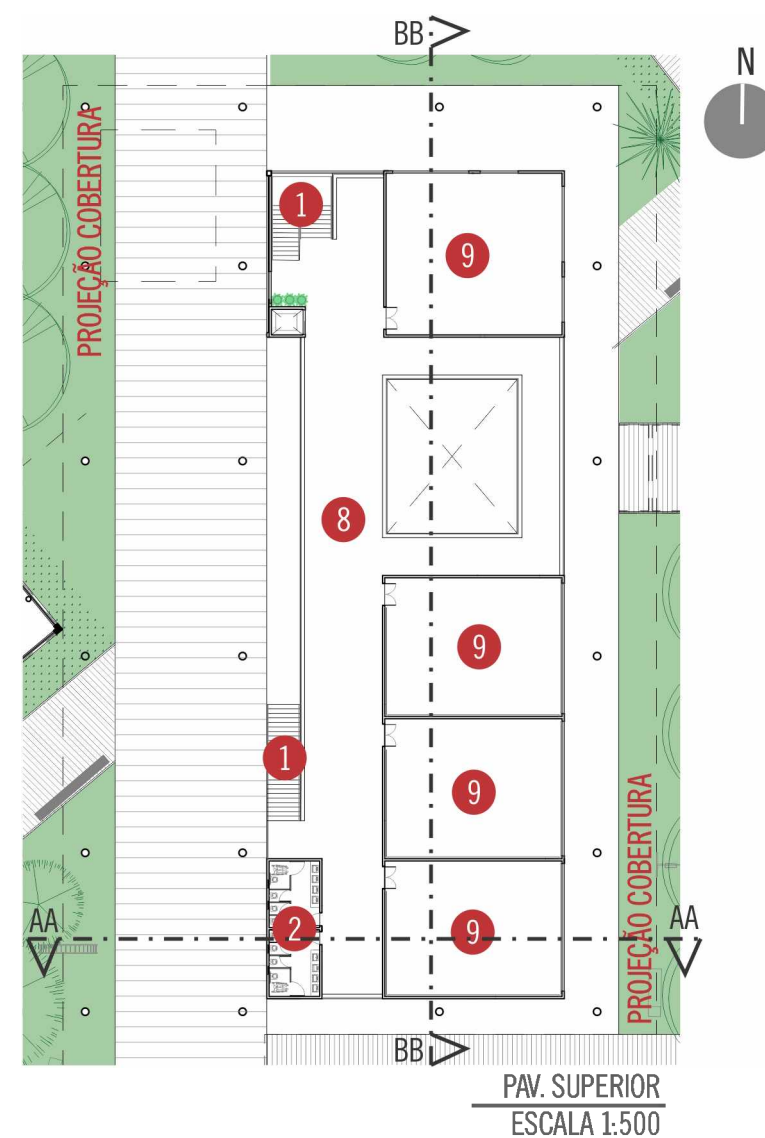 BB
N
PROJEÇÃO COBERTURA
1
9
8
9
1
9
PROJEÇÃO COBERTURA
2
9
AA
AA
BB
PAV. SUPERIOR
ESCALA 1:500